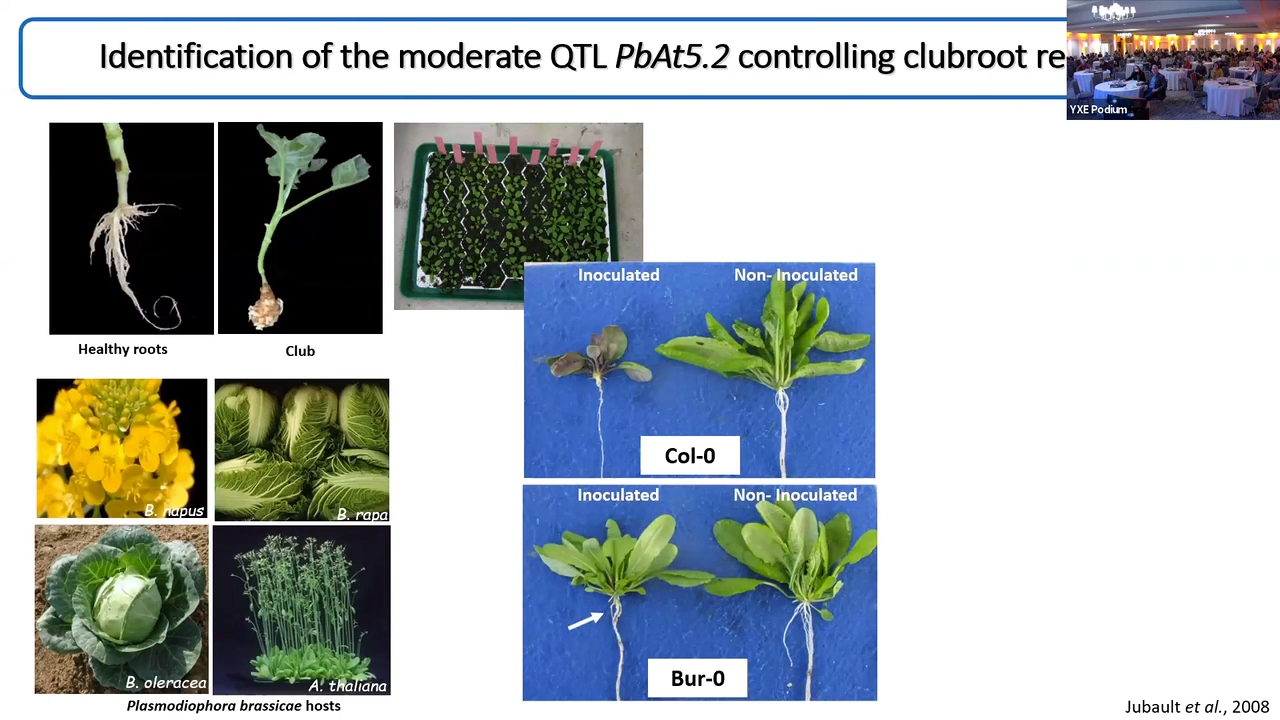 Identification of the moderate QTL PbAt5.2 controlling clubroot re
YXE Podium
Healthy roots
Club
Inoculated
Non- Inoculated
Col-0
Inoculated
Non- Inoculated
Bur-0
B. napus
B. rapa
B. oleracea
A. thaliana
Plasmodiophora brassicae hosts
Jubault et al., 2008